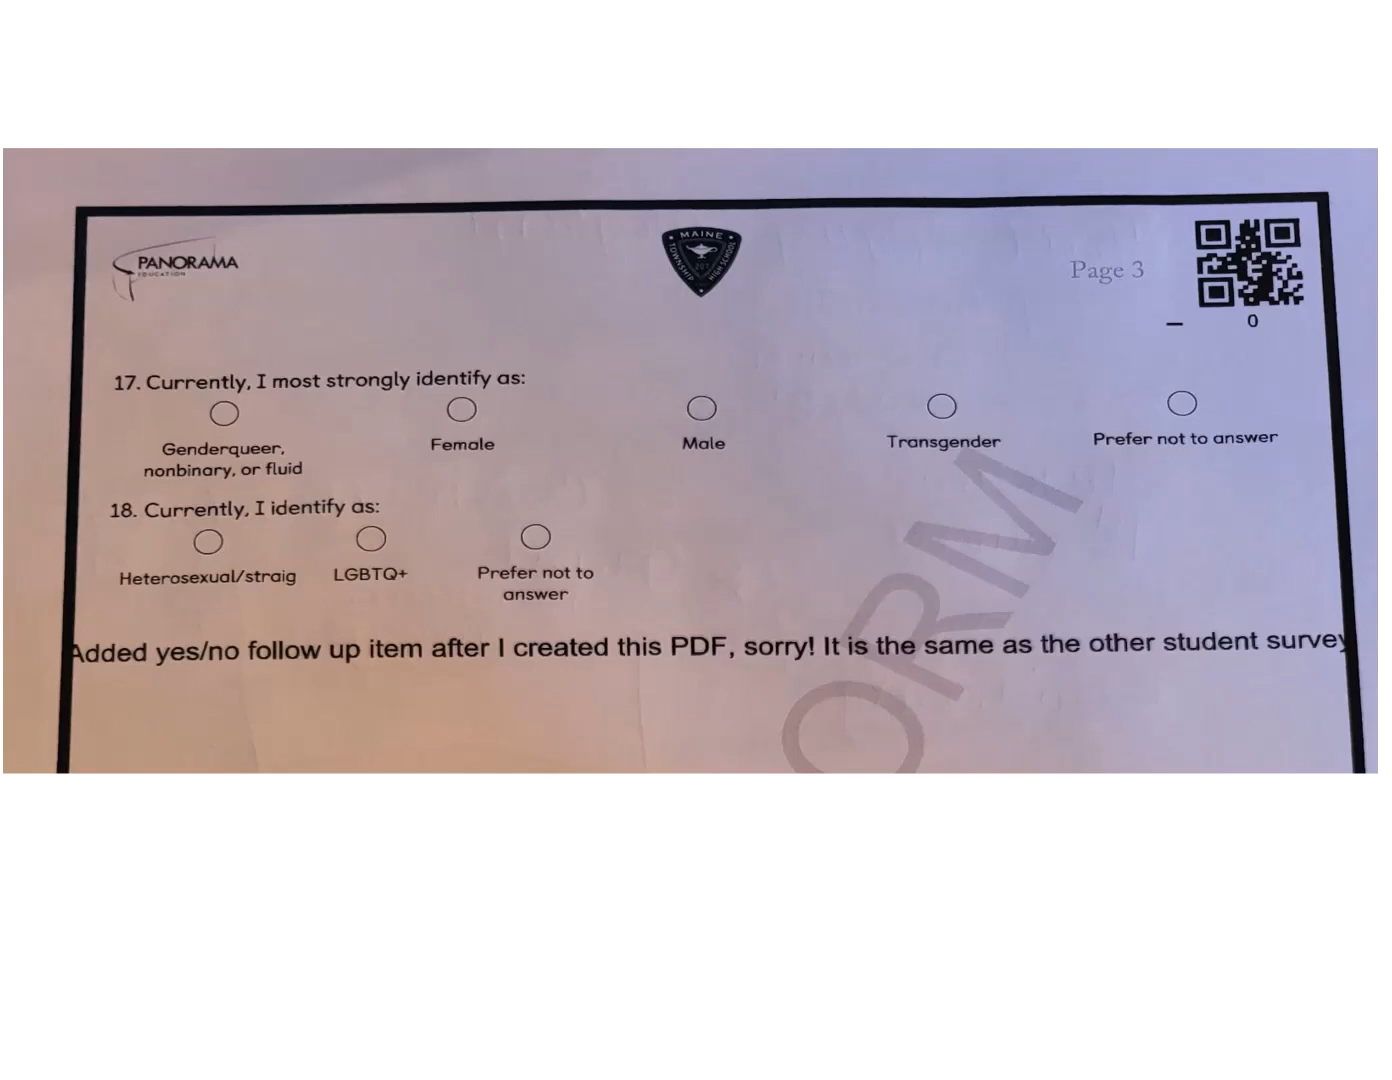 PANORAMA
EDUCATION
MAINE
TOWNSHIP
HIGH SCHOOL
207
Page 3
0
17. Currently, I most strongly identify as:
Genderqueer,
nonbinary, or fluid
Female
Male
Transgender
Prefer not to answer
18. Currently, I identify as:
Heterosexual/straig
LGBTQ+
Prefer not to
answer
Added yes/no follow up item after I created this PDF, sorry! It is the same as the other student survey
ORM